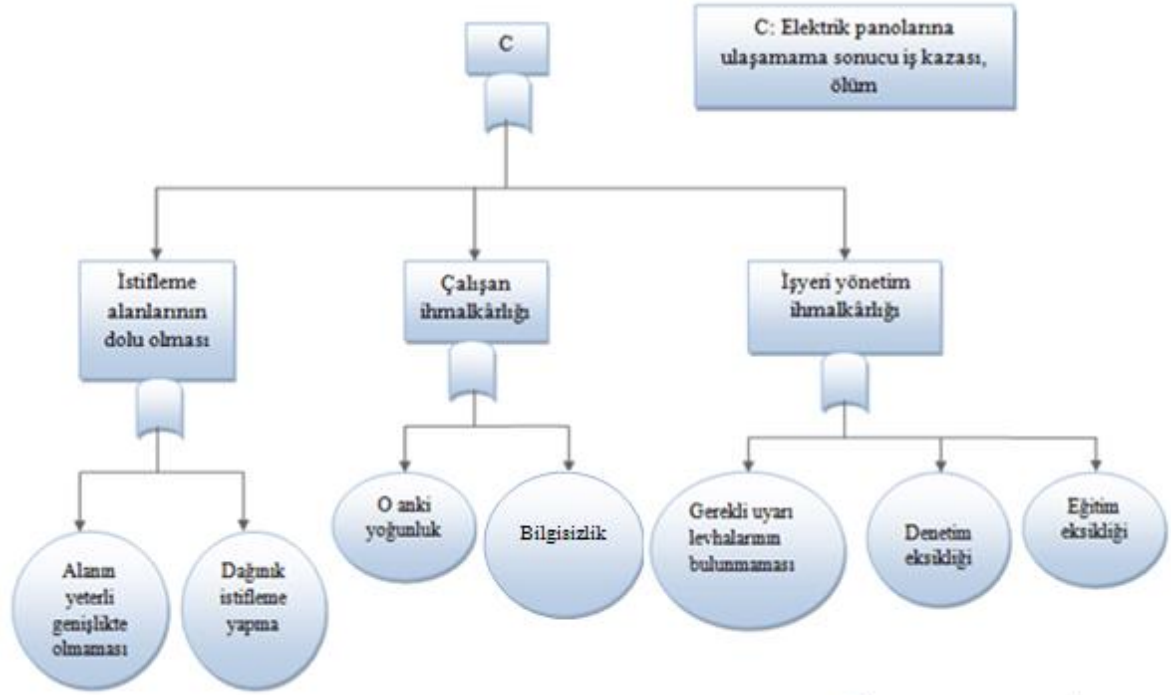 C
C: Elektrik panolarına
ulaşamama sonucu iş kazası,
ölüm
İstifleme
alanlarının
dolu olması
Çalışan
ihmalkârlığı
İşyeri yönetim
ihmalkârlığı
Alanın
yeterli
genişlikte
olmaması
Dağınık
istifleme
yapma
O anki
yoğunluk
Bilgisizlik
Gerekli uyarı
levhalarının
bulunmaması
Denetim
eksikliği
Eğitim
eksikliği